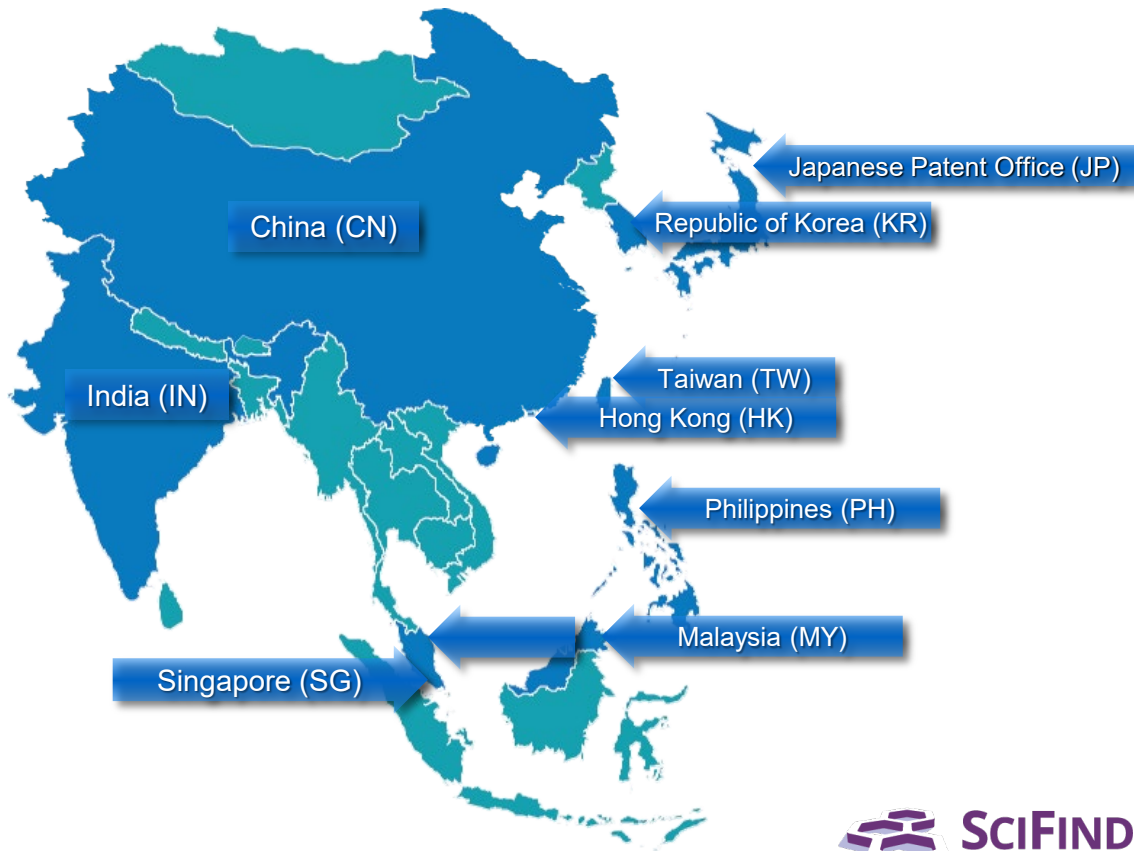 Japanese Patent Office (JP)
Republic of Korea (KR)
China (CN)
Taiwan (TW)
India (IN)
Hong Kong (HK)
Philippines (PH)
Malaysia (MY)
Singapore (SG)
SCIFIND